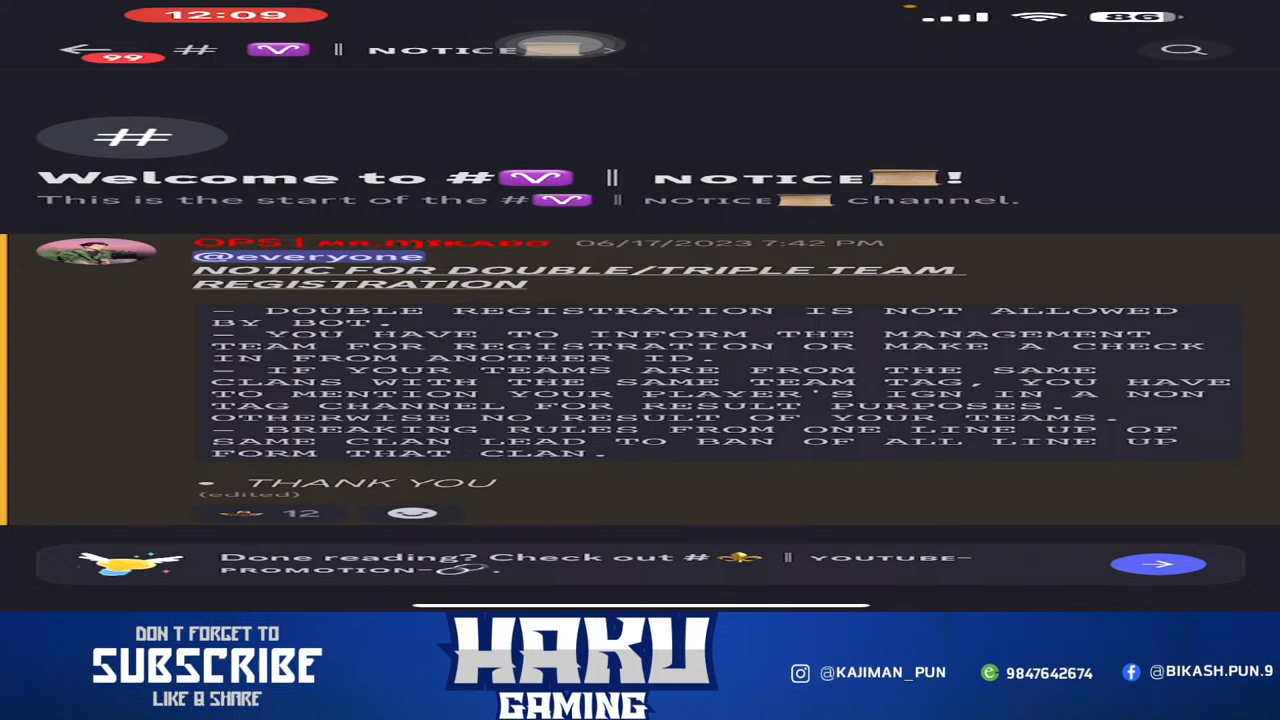 12:09
86
99
# ♈ || NOTICE📜 >
#
Welcome to #♈ || NOTICE📜!
This is the start of the #♈ || NOTICE📜 channel.
OPS | MR.MIKADO 06/17/2023 7:42 PM
@everyone
NOTIC FOR DOUBLE/TRIPLE TEAM
REGISTRATION
— DOUBLE REGISTRATION IS NOT ALLOWED
BY BOT.
— YOU HAVE TO INFORM THE MANAGEMENT
TEAM FOR REGISTRATION OR MAKE A CHECK
IN FROM ANOTHER ID.
— IF YOUR TEAMS ARE FROM THE SAME
CLANS WITH THE SAME TEAM TAG, YOU HAVE
TO MENTION YOUR PLAYER'S IGN IN A NON
TAG CHANNEL FOR RESULT PURPOSES.
OTHERWISE NO RESULT OF YOUR TEAMS.
— BREAKING RULES FROM ONE LINE UP OF
SAME CLAN LEAD TO BAN OF ALL LINE UP
FORM THAT CLAN.
• THANK YOU
(edited)
12
Done reading? Check out #⚜ || YOUTUBE-
PROMOTION-🔗.
DON T FORGET TO
SUBSCRIBE
LIKE & SHARE
HAKU
GAMING
@KAJIMAN_PUN
9847642674
@BIKASH.PUN.9